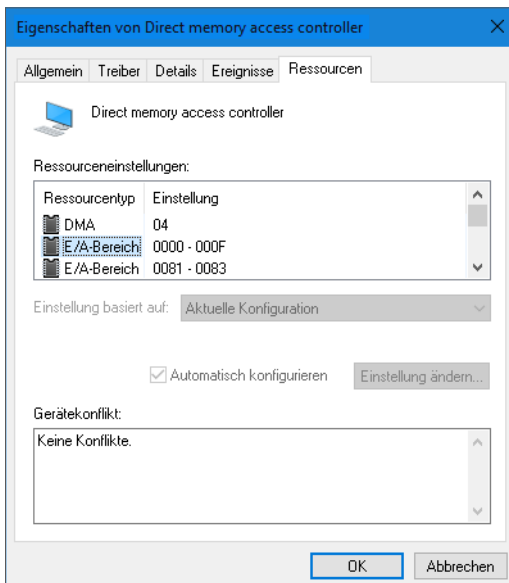 Eigenschaften von Direct memory access controller
Allgemein Treiber Details Ereignisse Ressourcen
Direct memory access controller
Ressourceneinstellungen:
Ressourcentyp Einstellung
DMA 04
E/A-Bereich 0000 - 000F
E/A-Bereich 0081 - 0083
Einstellung basiert auf: Aktuelle Konfiguration
Automatisch konfigurieren Einstellung ändern...
Gerätekonflikt:
Keine Konflikte.
OK Abbrechen